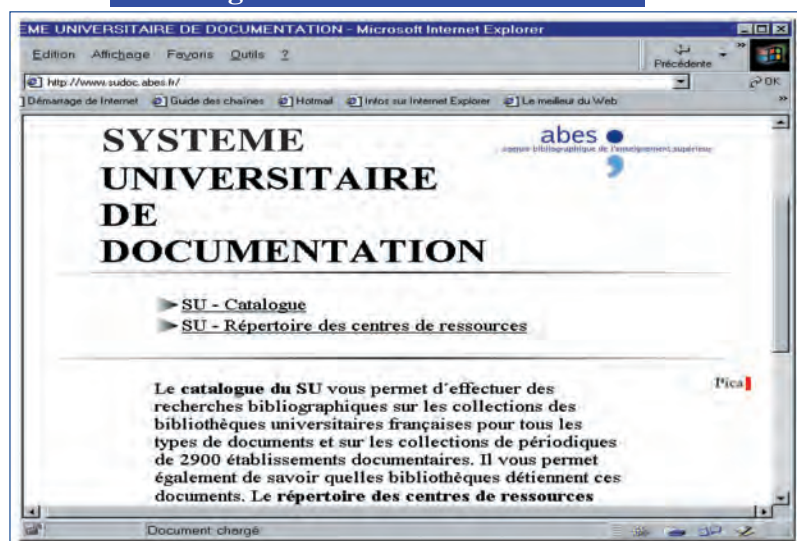 EME UNIVERSITAIRE DE DOCUMENTATION - Microsoft Internet Explorer
Edition Affichage Favoris Outils ?
Précédente
http://www.sudoc.abes.fr/ OK
Démarrage de Internet Guide des chaînes Hotmail Infos sur Internet Explorer Le meilleur du Web
SYSTEME
UNIVERSITAIRE
DE
DOCUMENTATION
abes
agence bibliographique de l'enseignement supérieur
SU - Catalogue
SU - Répertoire des centres de ressources
Pica
Le catalogue du SU vous permet d'effectuer des
recherches bibliographiques sur les collections des
bibliothèques universitaires françaises pour tous les
types de documents et sur les collections de périodiques
de 2900 établissements documentaires. Il vous permet
également de savoir quelles bibliothèques détiennent ces
documents. Le répertoire des centres de ressources
Document chargé